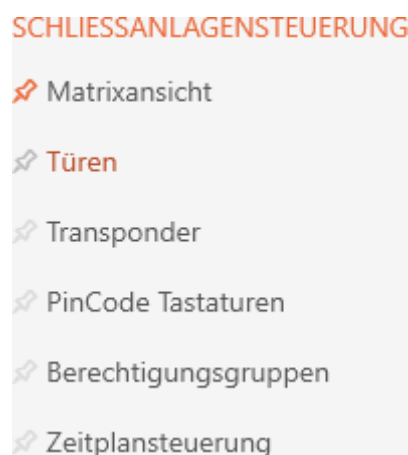 SCHLIESSANLAGENSTEUERUNG
Matrixansicht
Türen
Transponder
PinCode Tastaturen
Berechtigungsgruppen
Zeitplansteuerung